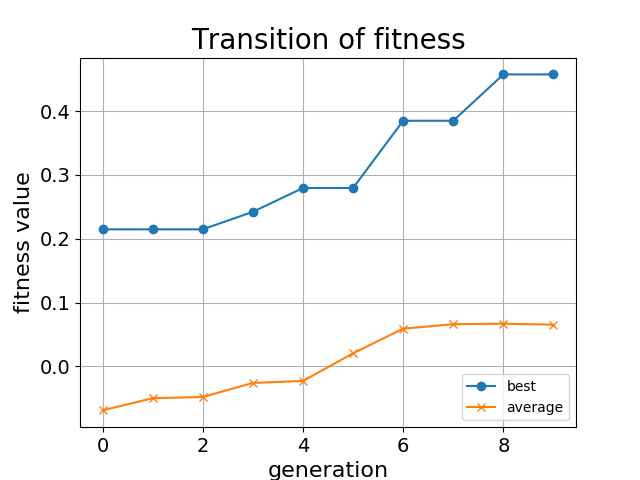 Transition of fitness
fitness value
0.4
0.3
0.2
0.1
0.0
0 2 4 6 8
generation
best
average